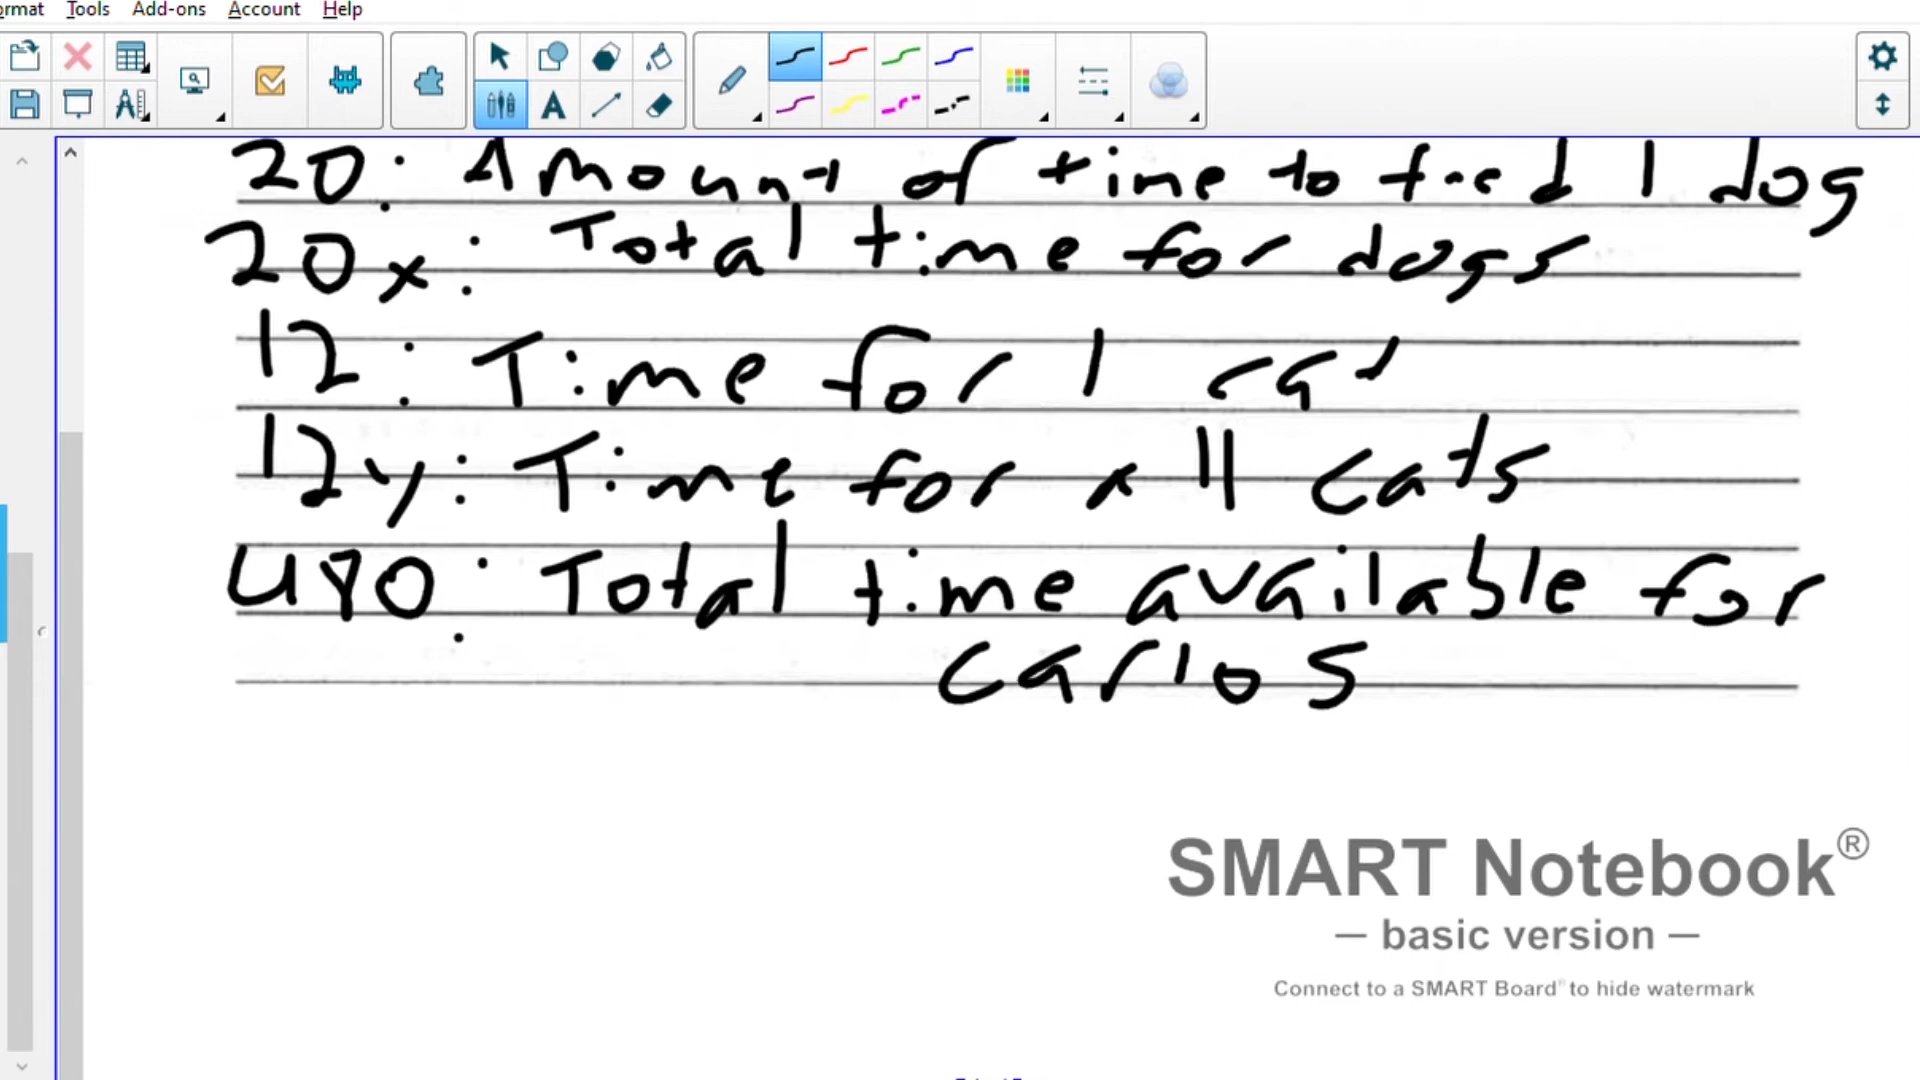 ormat Tools Add-ons Account Help
20: Amount of time to feed 1 dog
20x: Total time for dogs
12: Time for 1 cat
12y: Time for all cats
480: Total time available for
Carlos
SMART Notebook®
— basic version —
Connect to a SMART Board® to hide watermark